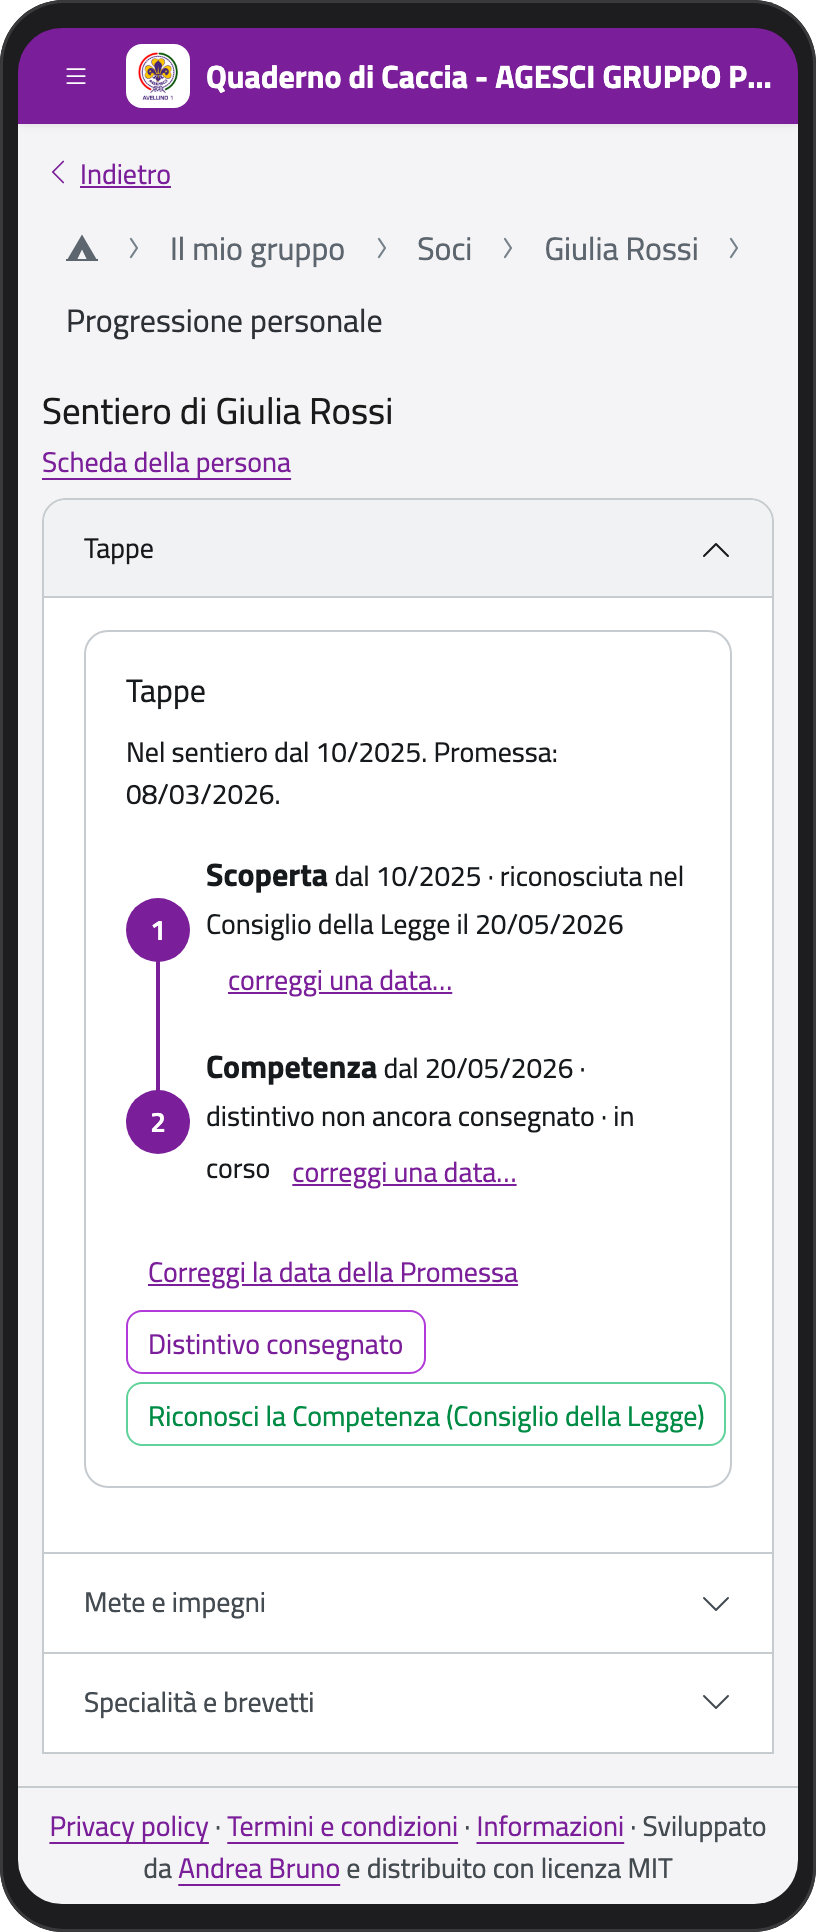 AVELLINO 1
Quaderno di Caccia - AGESCI GRUPPO P...
Indietro
Il mio gruppo > Soci > Giulia Rossi >
Progressione personale
Sentiero di Giulia Rossi
Scheda della persona
Tappe
Tappe
Nel sentiero dal 10/2025. Promessa:
08/03/2026.
Scoperta dal 10/2025 · riconosciuta nel
1
Consiglio della Legge il 20/05/2026
correggi una data...
Competenza dal 20/05/2026 ·
2
distintivo non ancora consegnato · in
corso correggi una data...
Correggi la data della Promessa
Distintivo consegnato
Riconosci la Competenza (Consiglio della Legge)
Mete e impegni
Specialità e brevetti
Privacy policy · Termini e condizioni · Informazioni · Sviluppato
da Andrea Bruno e distribuito con licenza MIT